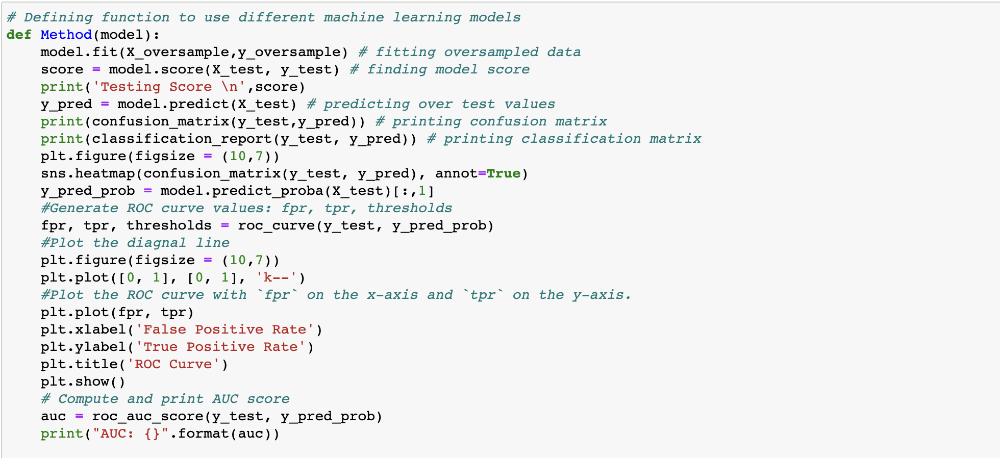 # Defining function to use different machine learning models
def Method(model):
    model.fit(X_oversample,y_oversample) # fitting oversampled data
    score = model.score(X_test, y_test) # finding model score
    print('Testing Score \n',score)
    y_pred = model.predict(X_test) # predicting over test values
    print(confusion_matrix(y_test,y_pred)) # printing confusion matrix
    print(classification_report(y_test, y_pred)) # printing classification matrix
    plt.figure(figsize = (10,7))
    sns.heatmap(confusion_matrix(y_test, y_pred), annot=True)
    y_pred_prob = model.predict_proba(X_test)[:,1]
    #Generate ROC curve values: fpr, tpr, thresholds
    fpr, tpr, thresholds = roc_curve(y_test, y_pred_prob)
    #Plot the diagnal line
    plt.figure(figsize = (10,7))
    plt.plot([0, 1], [0, 1], 'k--')
    #Plot the ROC curve with `fpr` on the x-axis and `tpr` on the y-axis.
    plt.plot(fpr, tpr)
    plt.xlabel('False Positive Rate')
    plt.ylabel('True Positive Rate')
    plt.title('ROC Curve')
    plt.show()
    # Compute and print AUC score
    auc = roc_auc_score(y_test, y_pred_prob)
    print("AUC: {}".format(auc))